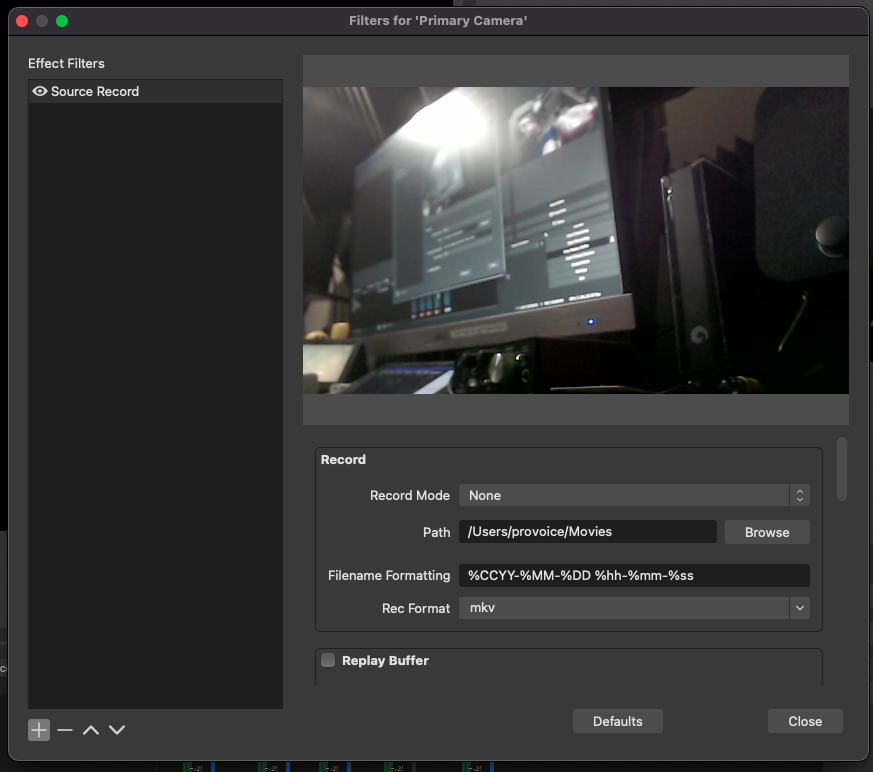 Filters for 'Primary Camera'
Effect Filters
Source Record
Record
Record Mode None
Path /Users/provoice/Movies Browse
Filename Formatting %CCYY-%MM-%DD %hh-%mm-%ss
Rec Format mkv
Replay Buffer
Defaults Close